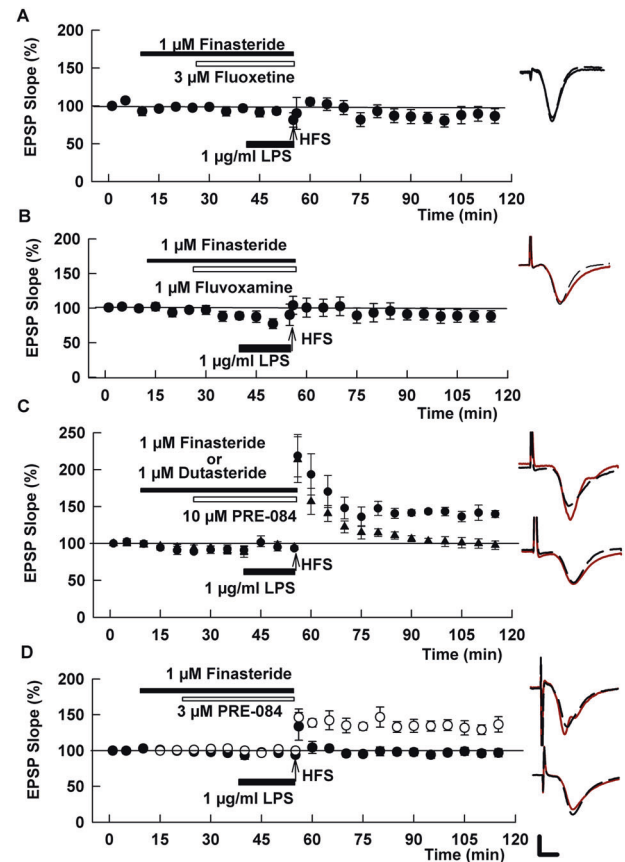 A
EPSP Slope (%)
200
150
100
50
0
1 µM Finasteride
3 µM Fluoxetine
HFS
1 µg/ml LPS
0 15 30 45 60 75 90 105 120
Time (min)
B
EPSP Slope (%)
200
150
100
50
0
1 µM Finasteride
1 µM Fluvoxamine
HFS
1 µg/ml LPS
0 15 30 45 60 75 90 105 120
Time (min)
C
EPSP Slope (%)
250
200
150
100
50
0
1 µM Finasteride
or
1 µM Dutasteride
10 µM PRE-084
HFS
1 µg/ml LPS
0 15 30 45 60 75 90 105 120
Time (min)
D
EPSP Slope (%)
200
150
100
50
0
1 µM Finasteride
3 µM PRE-084
HFS
1 µg/ml LPS
0 15 30 45 60 75 90 105 120
Time (min)